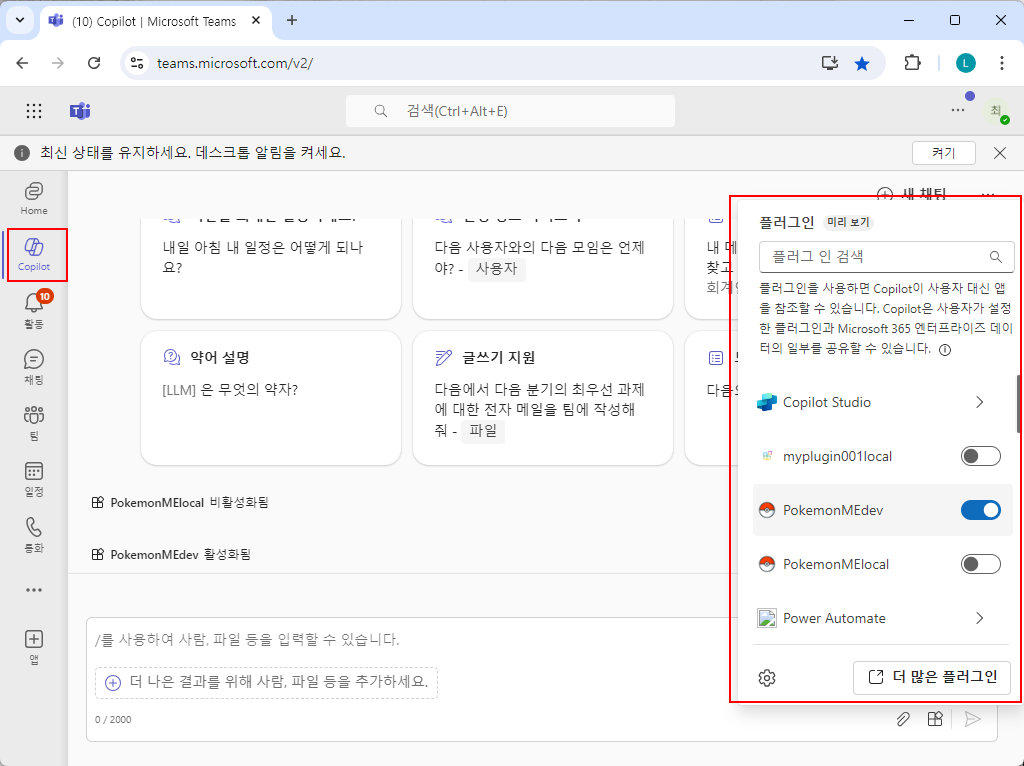 (10) Copilot | Microsoft Teams
teams.microsoft.com/v2/
L
검색(Ctrl+Alt+E)
최
최신 상태를 유지하세요. 데스크톱 알림을 켜세요.
켜기
Home
Copilot
10
활동
채팅
팀
일정
통화
앱
새 채팅
내일 아침 내 일정은 어떻게 되나
요?
다음 사용자와의 다음 모임은 언제
야? - 사용자
내 메
찾고
약어 설명
[LLM] 은 무엇의 약자?
글쓰기 지원
다음에서 다음 분기의 최우선 과제
에 대한 전자 메일을 팀에 작성해
줘 - 파일
PokemonMElocal 비활성화됨
PokemonMEdev 활성화됨
/를 사용하여 사람, 파일 등을 입력할 수 있습니다.
더 나은 결과를 위해 사람, 파일 등을 추가하세요.
0 / 2000
플러그인 미리 보기
플러그 인 검색
플러그인을 사용하면 Copilot이 사용자 대신 앱
을 참조할 수 있습니다. Copilot은 사용자가 설정
한 플러그인과 Microsoft 365 엔터프라이즈 데이
터의 일부를 공유할 수 있습니다.
Copilot Studio
myplugin001local
PokemonMEdev
PokemonMElocal
Power Automate
더 많은 플러그인